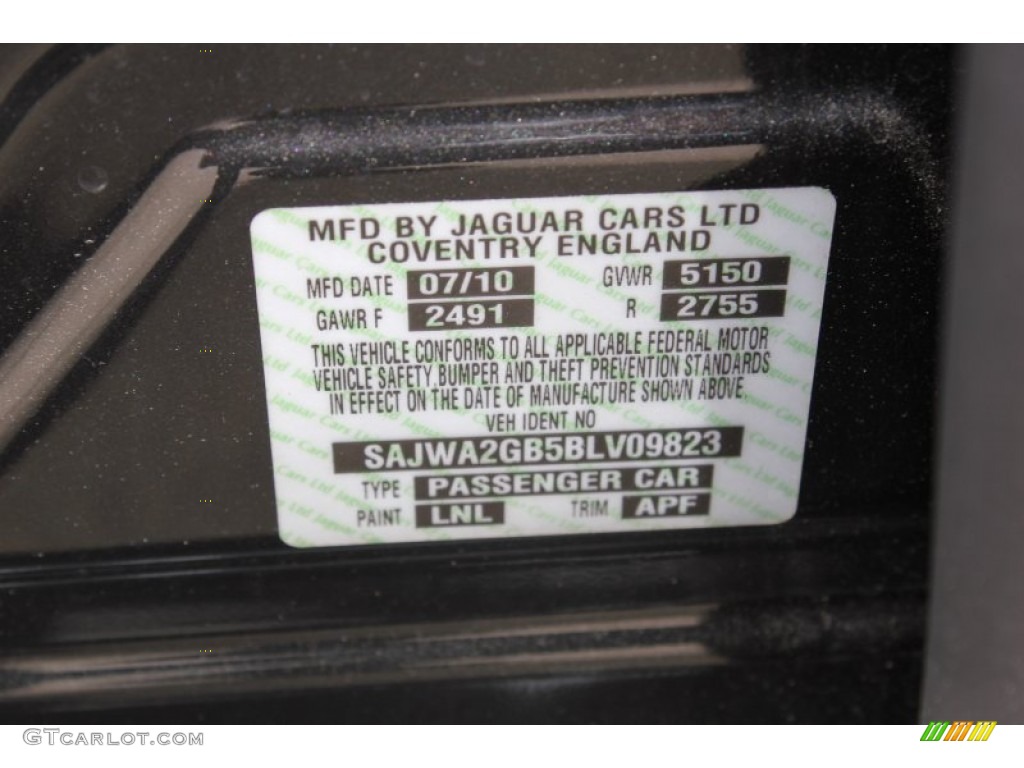 MFD BY JAGUAR CARS LTD
COVENTRY ENGLAND
MFD DATE 07/10 GVWR 5150
GAWR F 2491 R 2755
THIS VEHICLE CONFORMS TO ALL APPLICABLE FEDERAL MOTOR
VEHICLE SAFETY, BUMPER AND THEFT PREVENTION STANDARDS
IN EFFECT ON THE DATE OF MANUFACTURE SHOWN ABOVE.
VEH IDENT NO
SAJWA2GB5BLV09823
TYPE PASSENGER CAR
PAINT LNL TRIM APF
GTCARLOT.COM